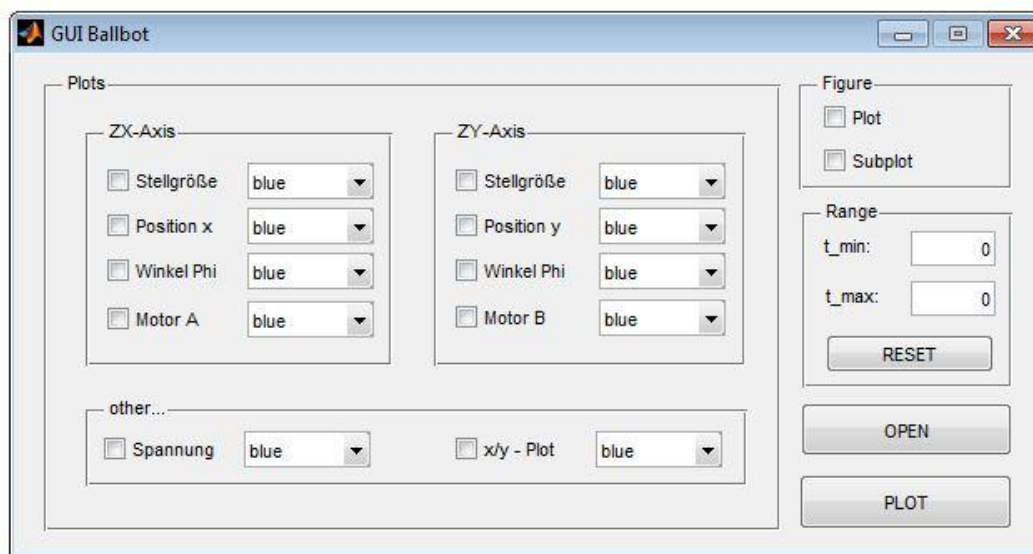 GUI Ballbot
Plots
ZX-Axis
Stellgröße blue
Position x blue
Winkel Phi blue
Motor A blue
ZY-Axis
Stellgröße blue
Position y blue
Winkel Phi blue
Motor B blue
other...
Spannung blue
x/y - Plot blue
Figure
Plot
Subplot
Range
t_min: 0
t_max: 0
RESET
OPEN
PLOT